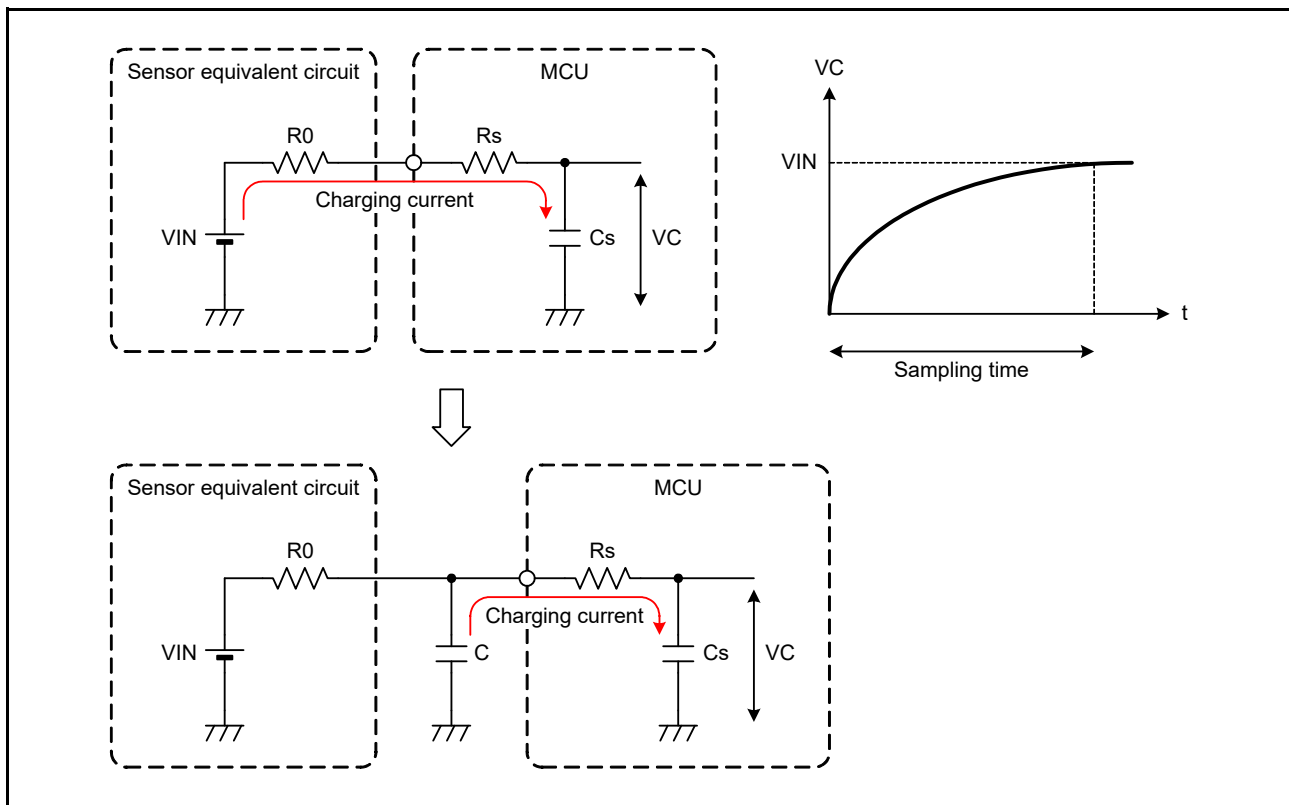 Sensor equivalent circuit
MCU
R0
Rs
Charging current
VIN
Cs
VC
VC
VIN
t
Sampling time
Sensor equivalent circuit
MCU
R0
Rs
Charging current
VIN
C
Cs
VC